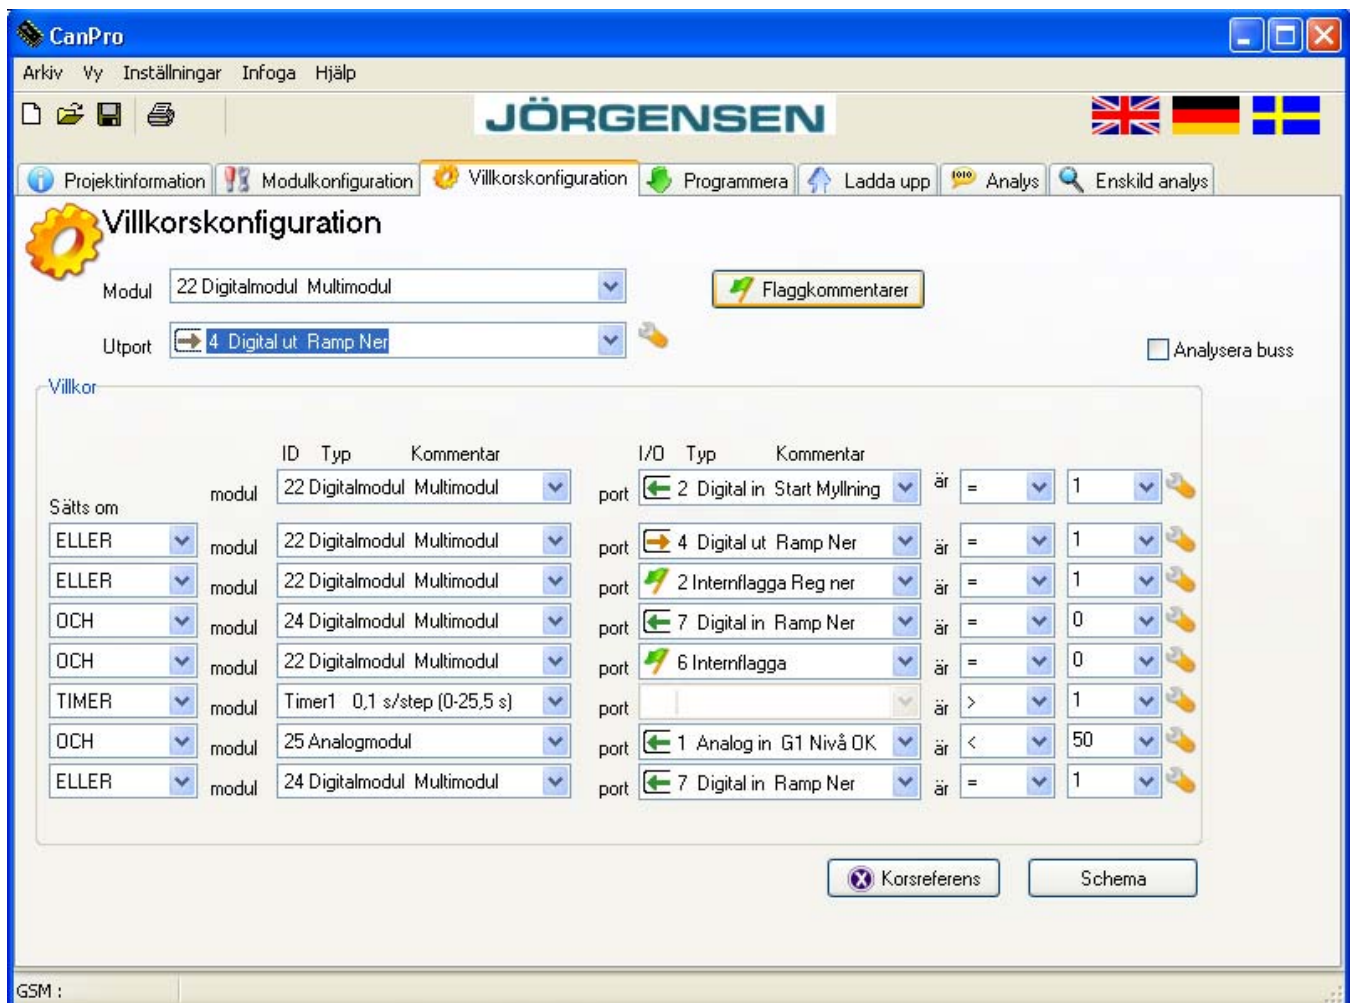 CanPro
Arkiv Vy Inställningar Infoga Hjälp
JÖRGENSEN
Projektinformation Modulkonfiguration Villkorskonfiguration Programmera Ladda upp 1010 Analys Enskild analys
Villkorskonfiguration
Modul 22 Digitalmodul Multimodul Flaggkommentarer
Utport 4 Digital ut Ramp Ner Analysera buss
Villkor
ID Typ Kommentar I/O Typ Kommentar
modul 22 Digitalmodul Multimodul port 2 Digital in Start Myllning är = 1
Sätts om
ELLER modul 22 Digitalmodul Multimodul port 4 Digital ut Ramp Ner är = 1
ELLER modul 22 Digitalmodul Multimodul port 2 Internflagga Reg ner är = 1
OCH modul 24 Digitalmodul Multimodul port 7 Digital in Ramp Ner är = 0
OCH modul 22 Digitalmodul Multimodul port 6 Internflagga är = 0
TIMER modul Timer1 0,1 s/step (0-25,5 s) port är > 1
OCH modul 25 Analogmodul port 1 Analog in G1 Nivå OK är < 50
ELLER modul 24 Digitalmodul Multimodul port 7 Digital in Ramp Ner är = 1
Korsreferens Schema
GSM :